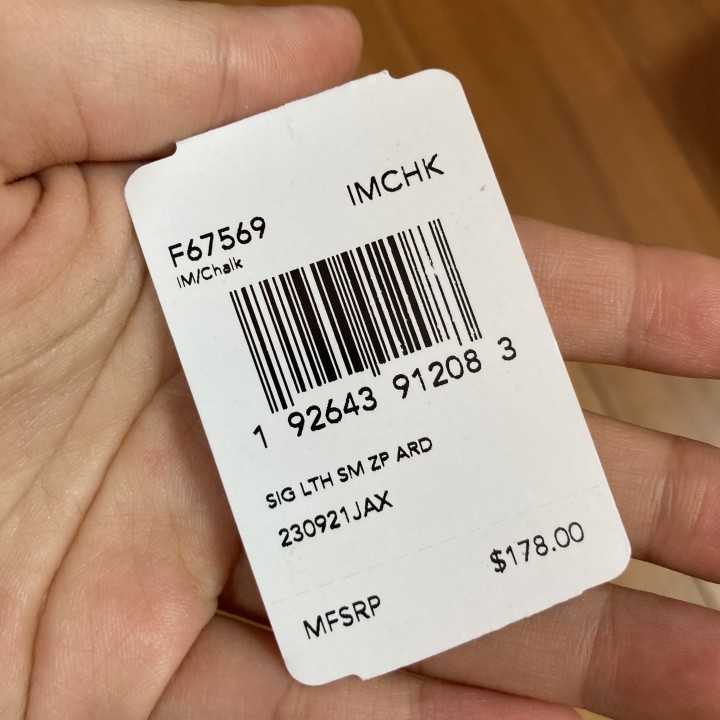 IMCHK
F67569
IM/Chalk
1 92643 91208 3
SIG LTH SM ZP ARD
230921JAX
$178.00
MFSRP